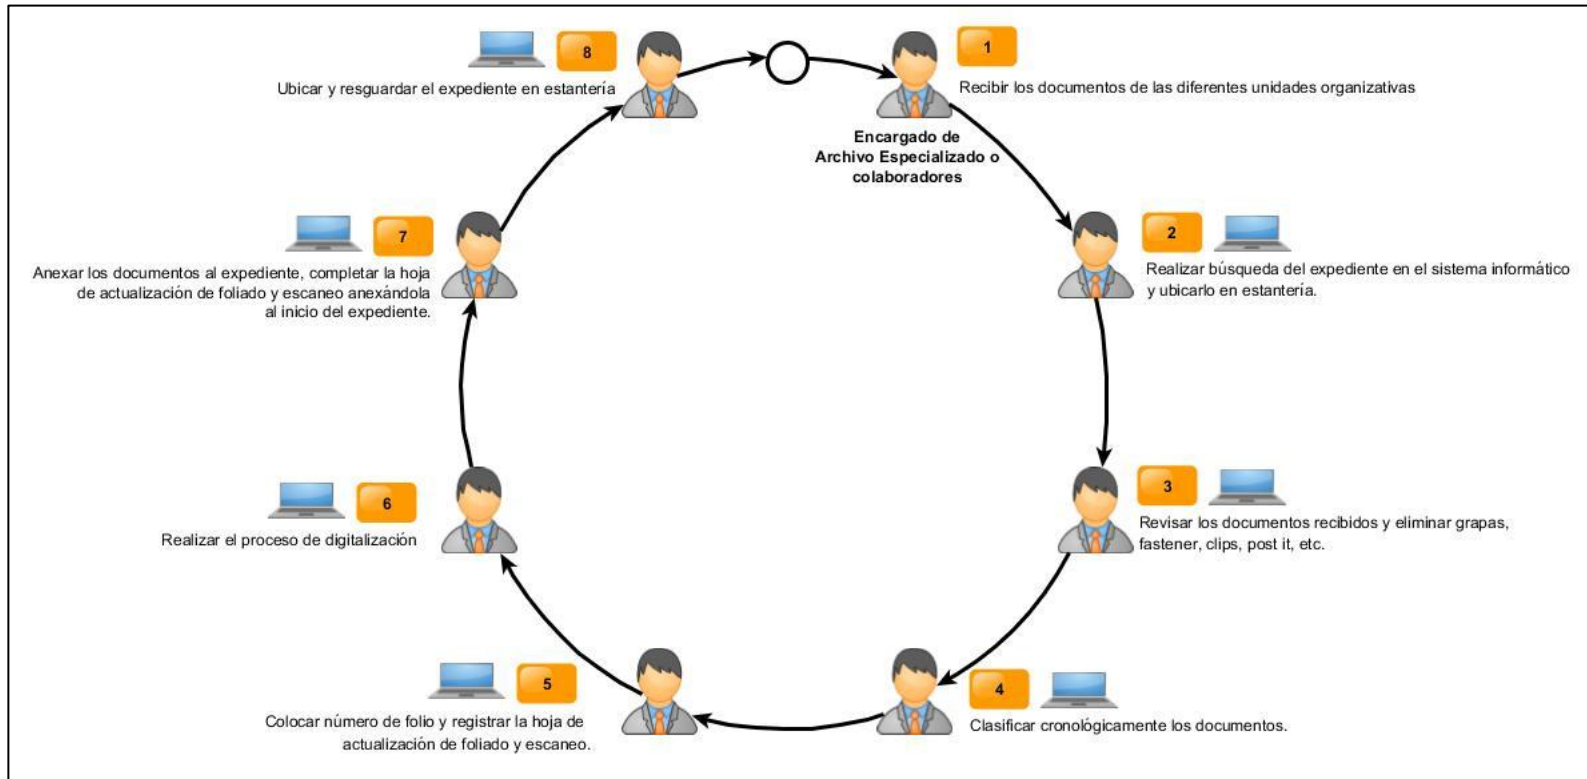 1
Recibir los documentos de las diferentes unidades organizativas
Encargado de
Archivo Especializado o
colaboradores
2
Realizar búsqueda del expediente en el sistema informático
y ubicarlo en estantería.
3
Revisar los documentos recibidos y eliminar grapas,
fastener, clips, post it, etc.
4
Clasificar cronológicamente los documentos.
5
Colocar número de folio y registrar la hoja de
actualización de foliado y escaneo.
6
Realizar el proceso de digitalización
7
Anexar los documentos al expediente, completar la hoja
de actualización de foliado y escaneo anexándola
al inicio del expediente.
8
Ubicar y resguardar el expediente en estantería